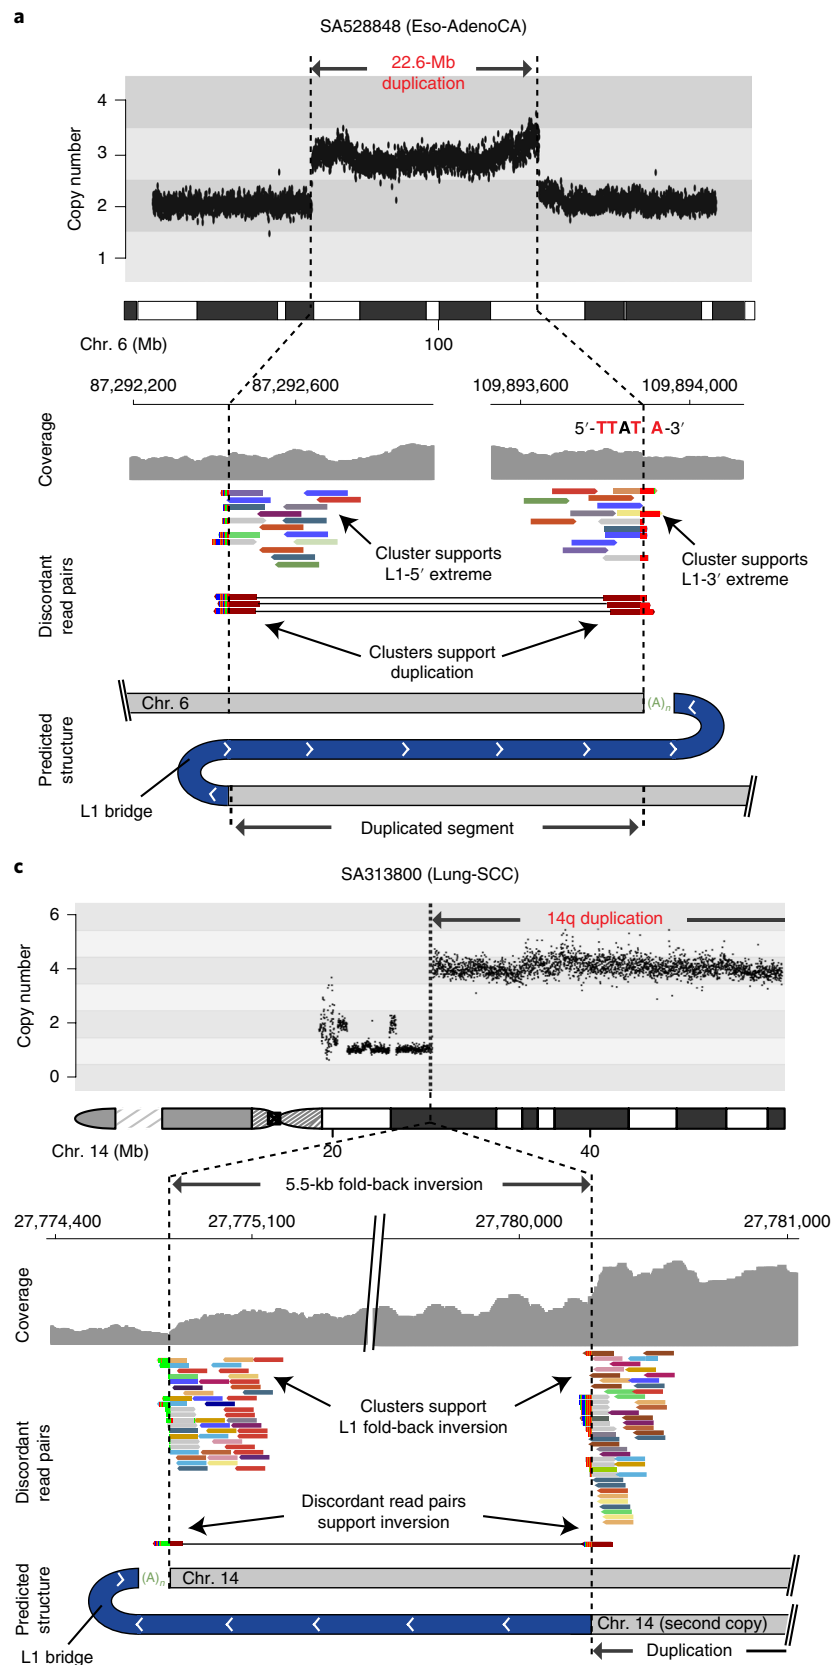 a
SA528848 (Eso-AdenoCA)
22.6-Mb
duplication
Copy number
4
3
2
1
Chr. 6 (Mb)
100
87,292,200
87,292,600
109,893,600
109,894,000
5′-TTAT A-3′
Coverage
Discordant
read pairs
Cluster supports
L1-5′ extreme
Cluster supports
L1-3′ extreme
Clusters support
duplication
Predicted
structure
Chr. 6
(A)n
L1 bridge
Duplicated segment
c
SA313800 (Lung-SCC)
14q duplication
Copy number
6
4
2
0
Chr. 14 (Mb)
20
40
5.5-kb fold-back inversion
27,774,400
27,775,100
27,780,000
27,781,000
Coverage
Discordant
read pairs
Clusters support
L1 fold-back inversion
Discordant read pairs
support inversion
Predicted
structure
(A)n
Chr. 14
Chr. 14 (second copy)
L1 bridge
Duplication